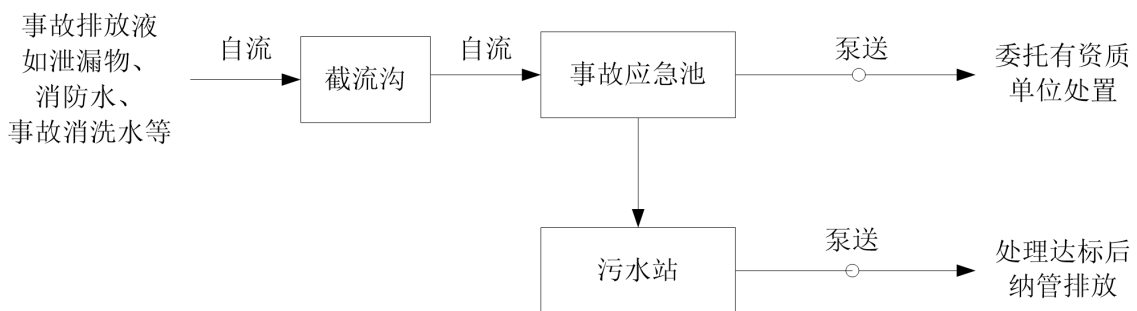 事故排放液
如泄漏物、
消防水、
事故消洗水等
自流
截流沟
自流
事故应急池
泵送
委托有资质
单位处置
污水站
泵送
处理达标后
纳管排放